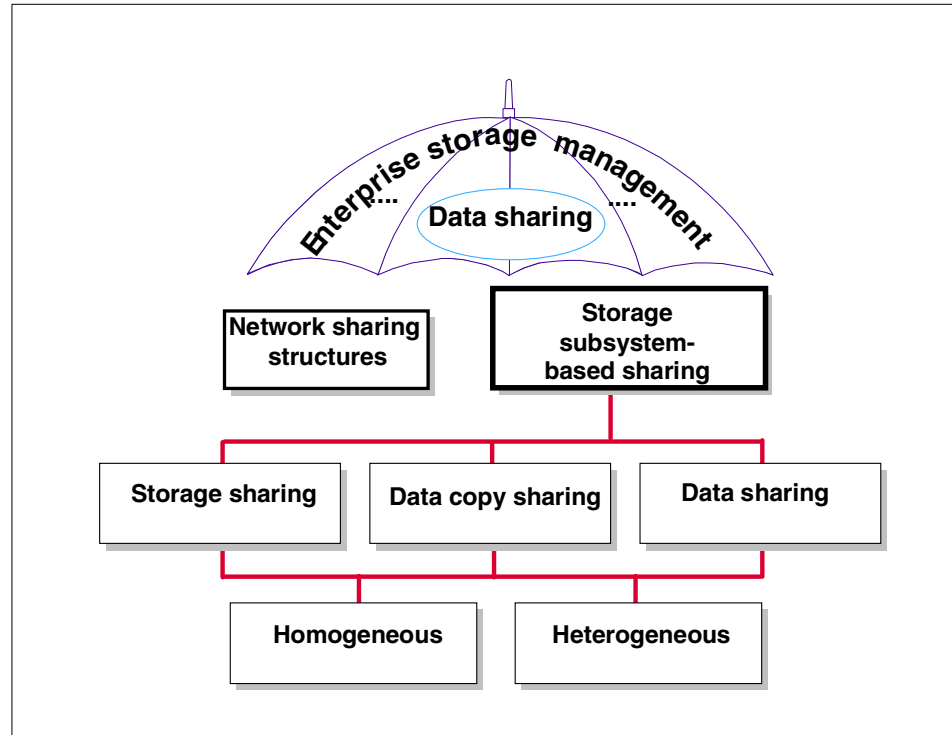 Enterprise storage management
.... ....
Data sharing
Network sharing
structures
Storage
subsystem-
based sharing
Storage sharing
Data copy sharing
Data sharing
Homogeneous
Heterogeneous